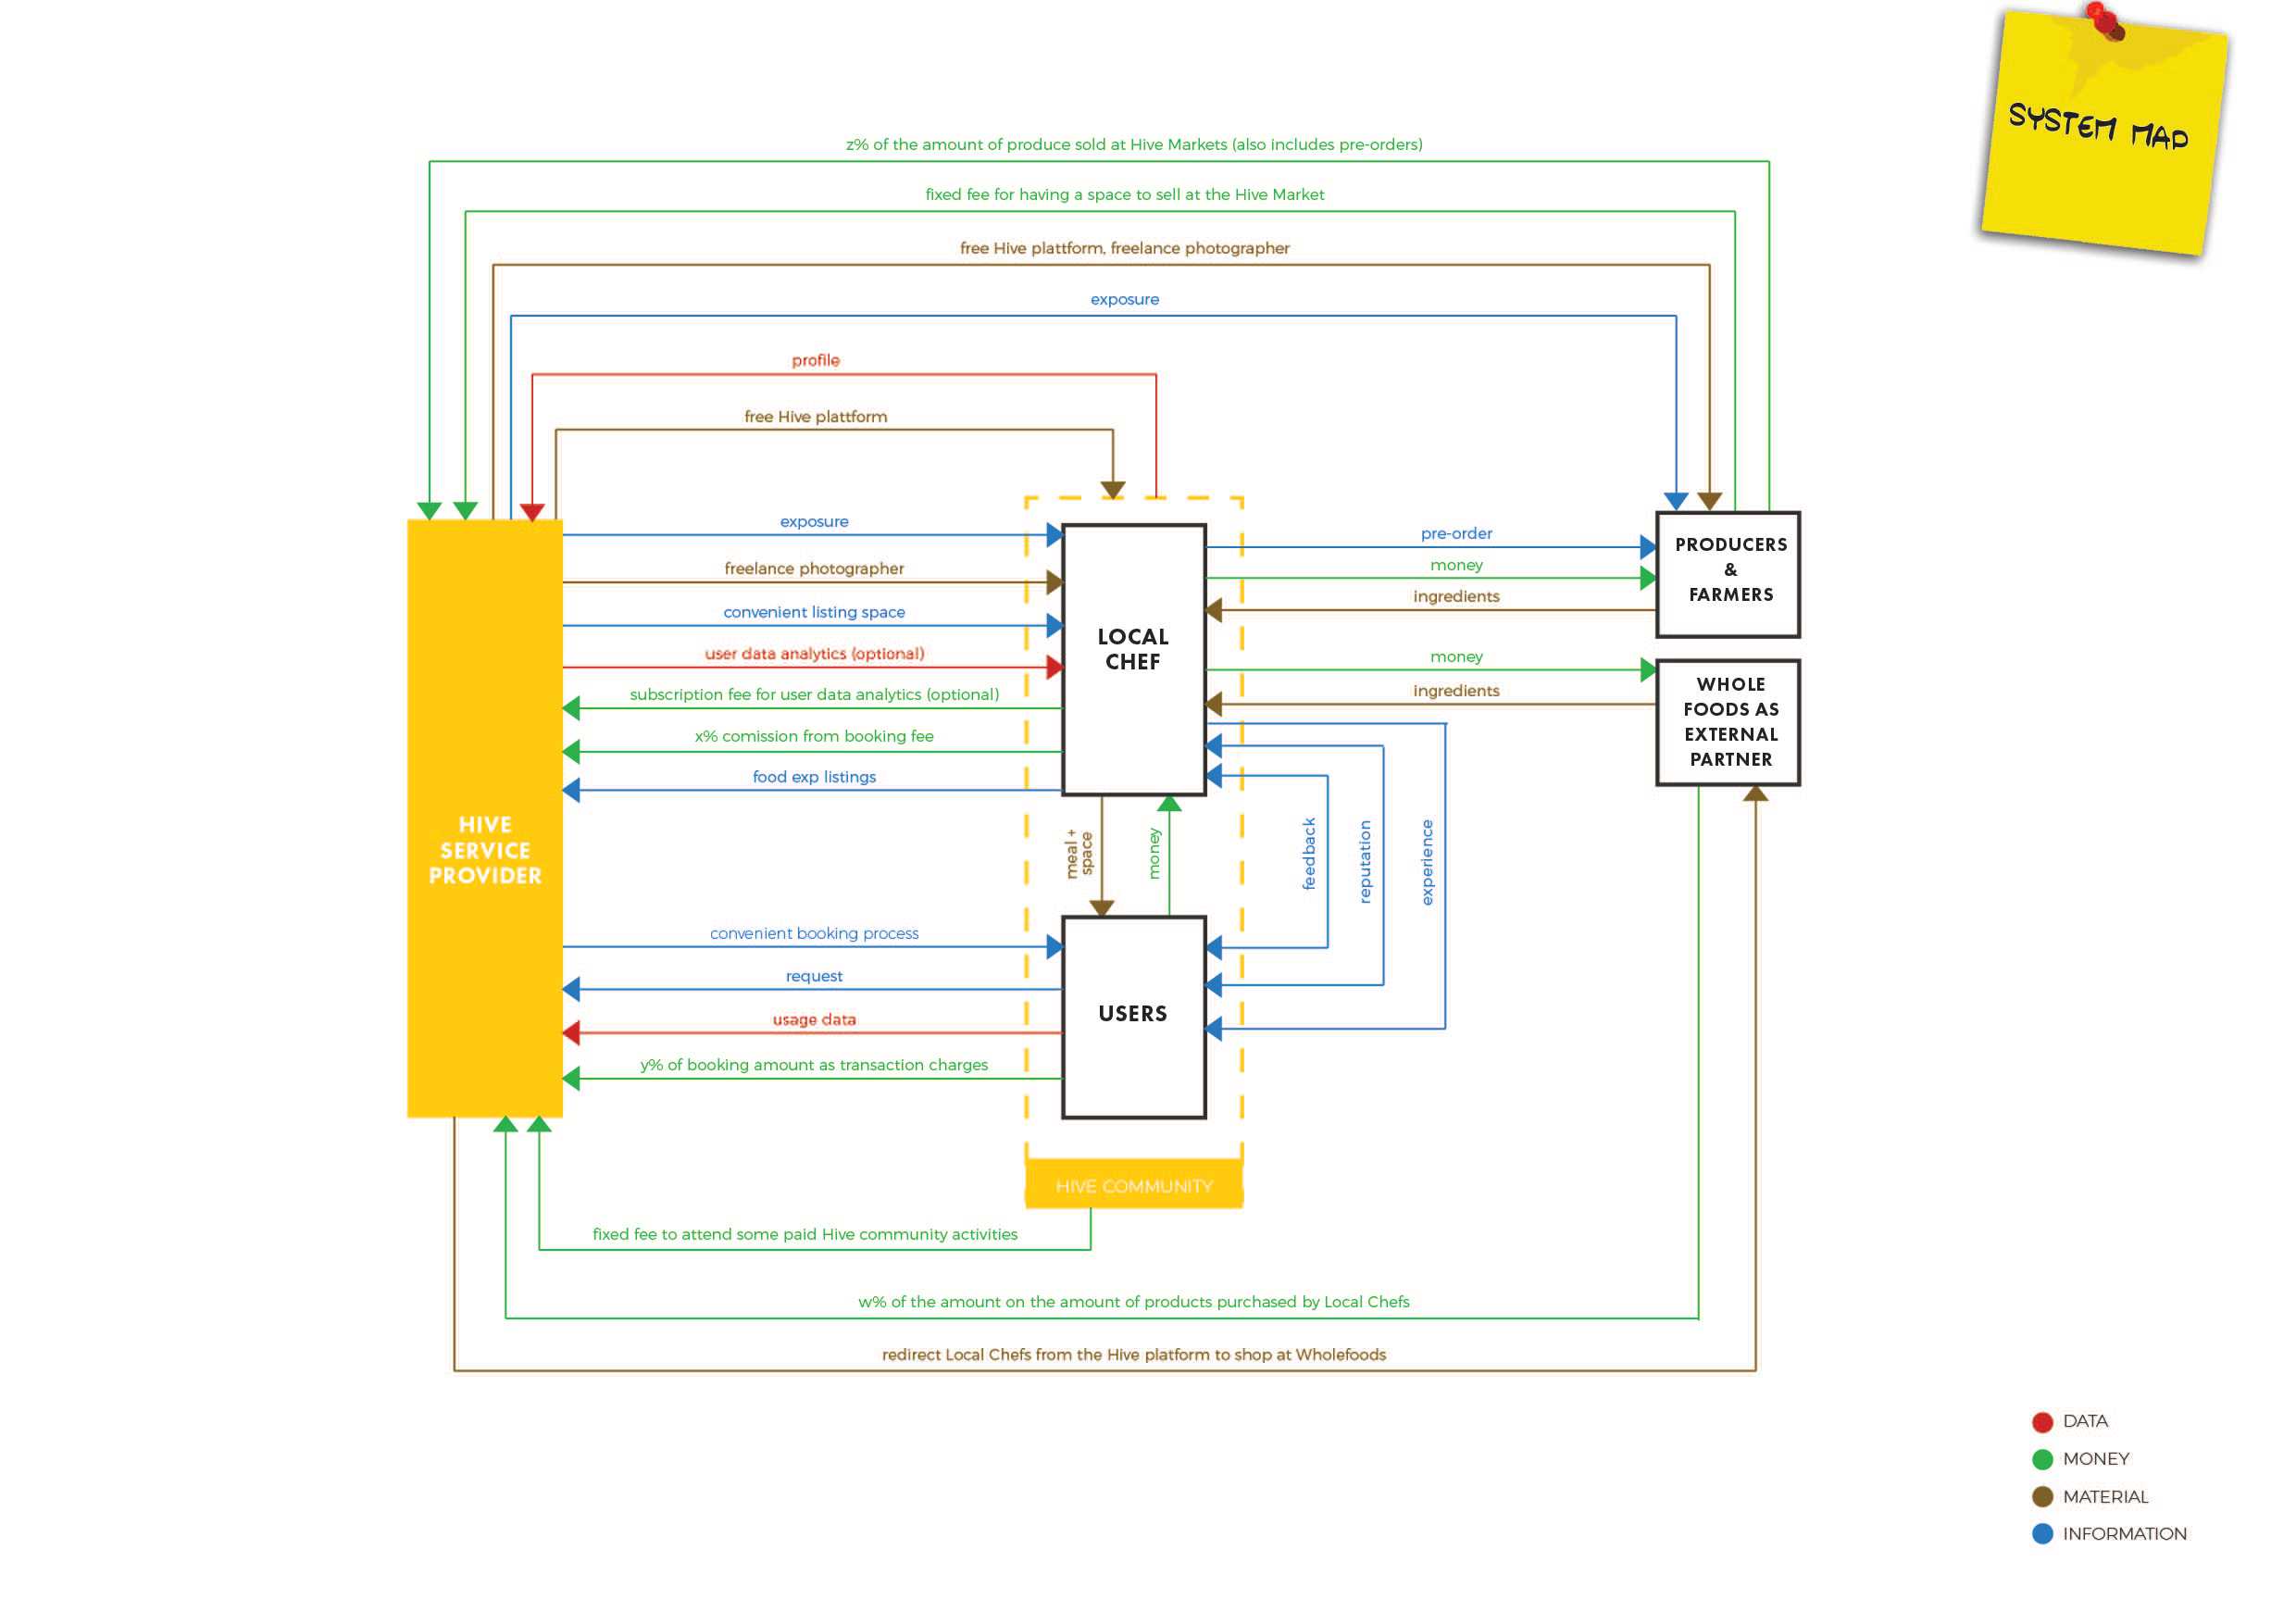 SYSTEM MAP
z% of the amount of produce sold at Hive Markets (also includes pre-orders)
fixed fee for having a space to sell at the Hive Market
free Hive plattform, freelance photographer
exposure
profile
free Hive plattform
exposure
freelance photographer
convenient listing space
user data analytics (optional)
subscription fee for user data analytics (optional)
x% comission from booking fee
food exp listings
HIVE
SERVICE
PROVIDER
convenient booking process
request
usage data
y% of booking amount as transaction charges
LOCAL
CHEF
meal +
space
money
USERS
HIVE COMMUNITY
feedback
reputation
experience
pre-order
money
ingredients
money
ingredients
PRODUCERS
&
FARMERS
WHOLE
FOODS AS
EXTERNAL
PARTNER
fixed fee to attend some paid Hive community activities
w% of the amount on the amount of products purchased by Local Chefs
redirect Local Chefs from the Hive platform to shop at Wholefoods
DATA
MONEY
MATERIAL
INFORMATION